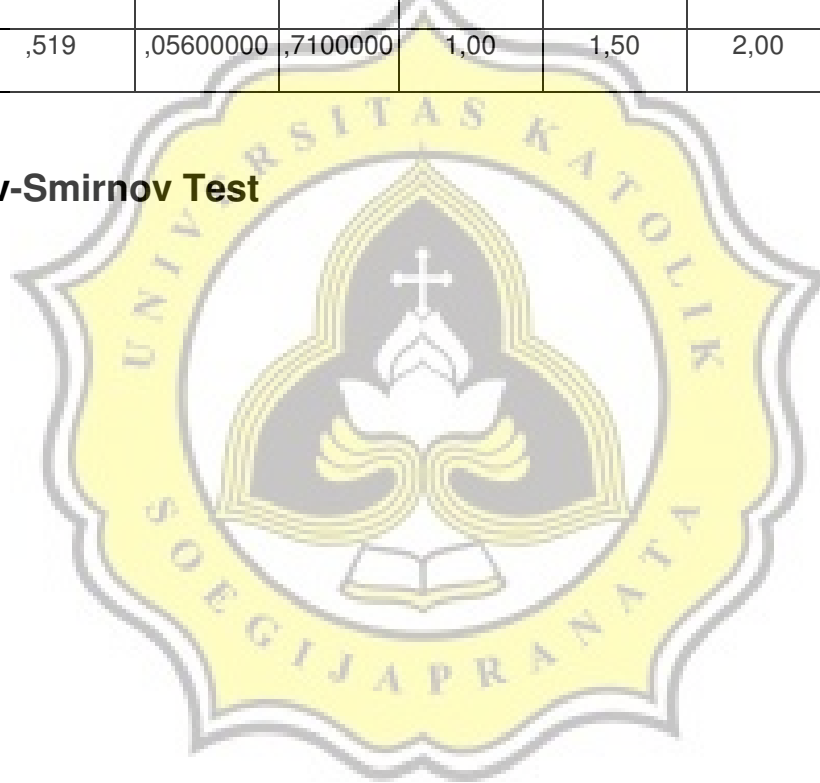 ,519 ,05600000 ,7100000 1,00 1,50 2,00
v-Smirnov Test
UNIVERSITAS KATOLIK
SOEGIJAPRANATA